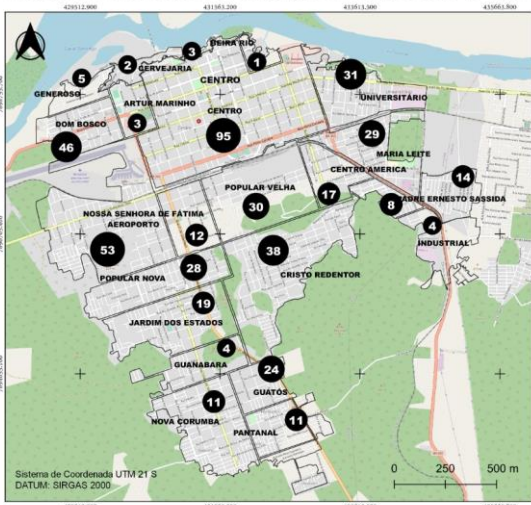 429512,900
431563,200
433613,500
435663,800
BEIRA RIO
3
1
2
CERVEJARIA
5
CENTRO
31
GENEROSO
ARTUR MARINHO
UNIVERSITÁRIO
CENTRO
DOM BOSCO
3
95
29
46
MARIA LEITE
CENTRO AMERICA
14
POPULAR VELHA
17
PADRE ERNESTO SASSIDA
NOSSA SENHORA DE FÁTIMA
30
8
AEROPORTO
4
12
INDUSTRIAL
53
38
28
CRISTO REDENTOR
POPULAR NOVA
19
JARDIM DOS ESTADOS
4
GUANABARA
24
GUATÓS
11
NOVA CORUMBA
11
PANTANAL
Sistema de Coordenada UTM 21 S
DATUM: SIRGAS 2000
0 250 500 m